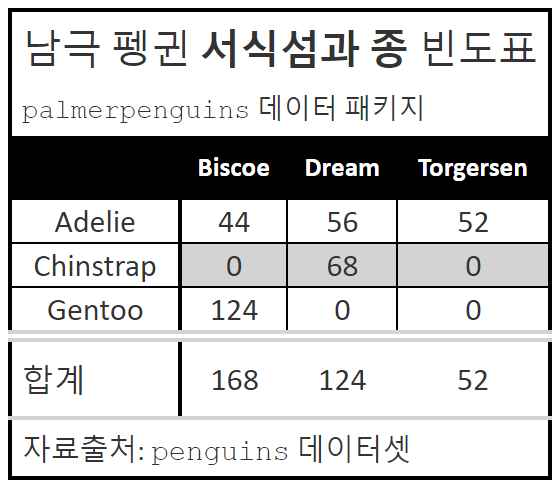 남극 펭귄 서식섬과 종 빈도표
palmerpenguins 데이터 패키지
Biscoe Dream Torgersen
Adelie 44 56 52
Chinstrap 0 68 0
Gentoo 124 0 0
합계 168 124 52
자료출처: penguins 데이터셋